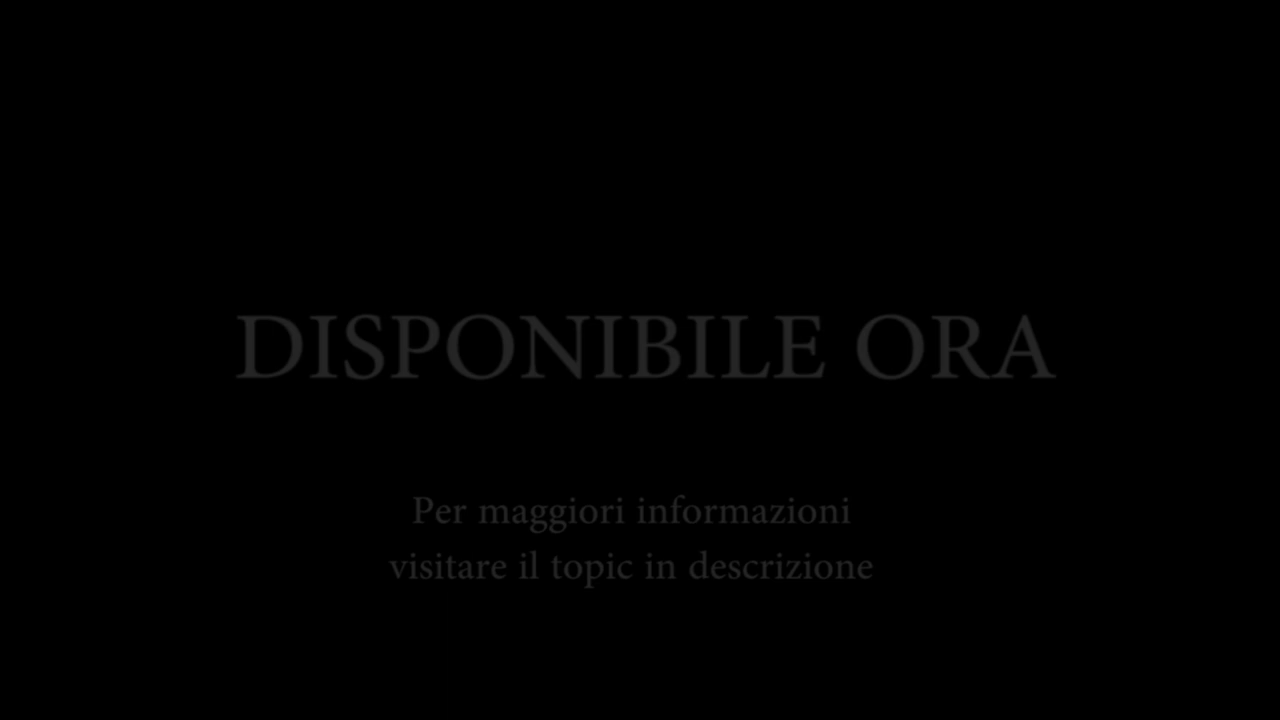 DISPONIBILE ORA
Per maggiori informazioni
visitare il topic in descrizione